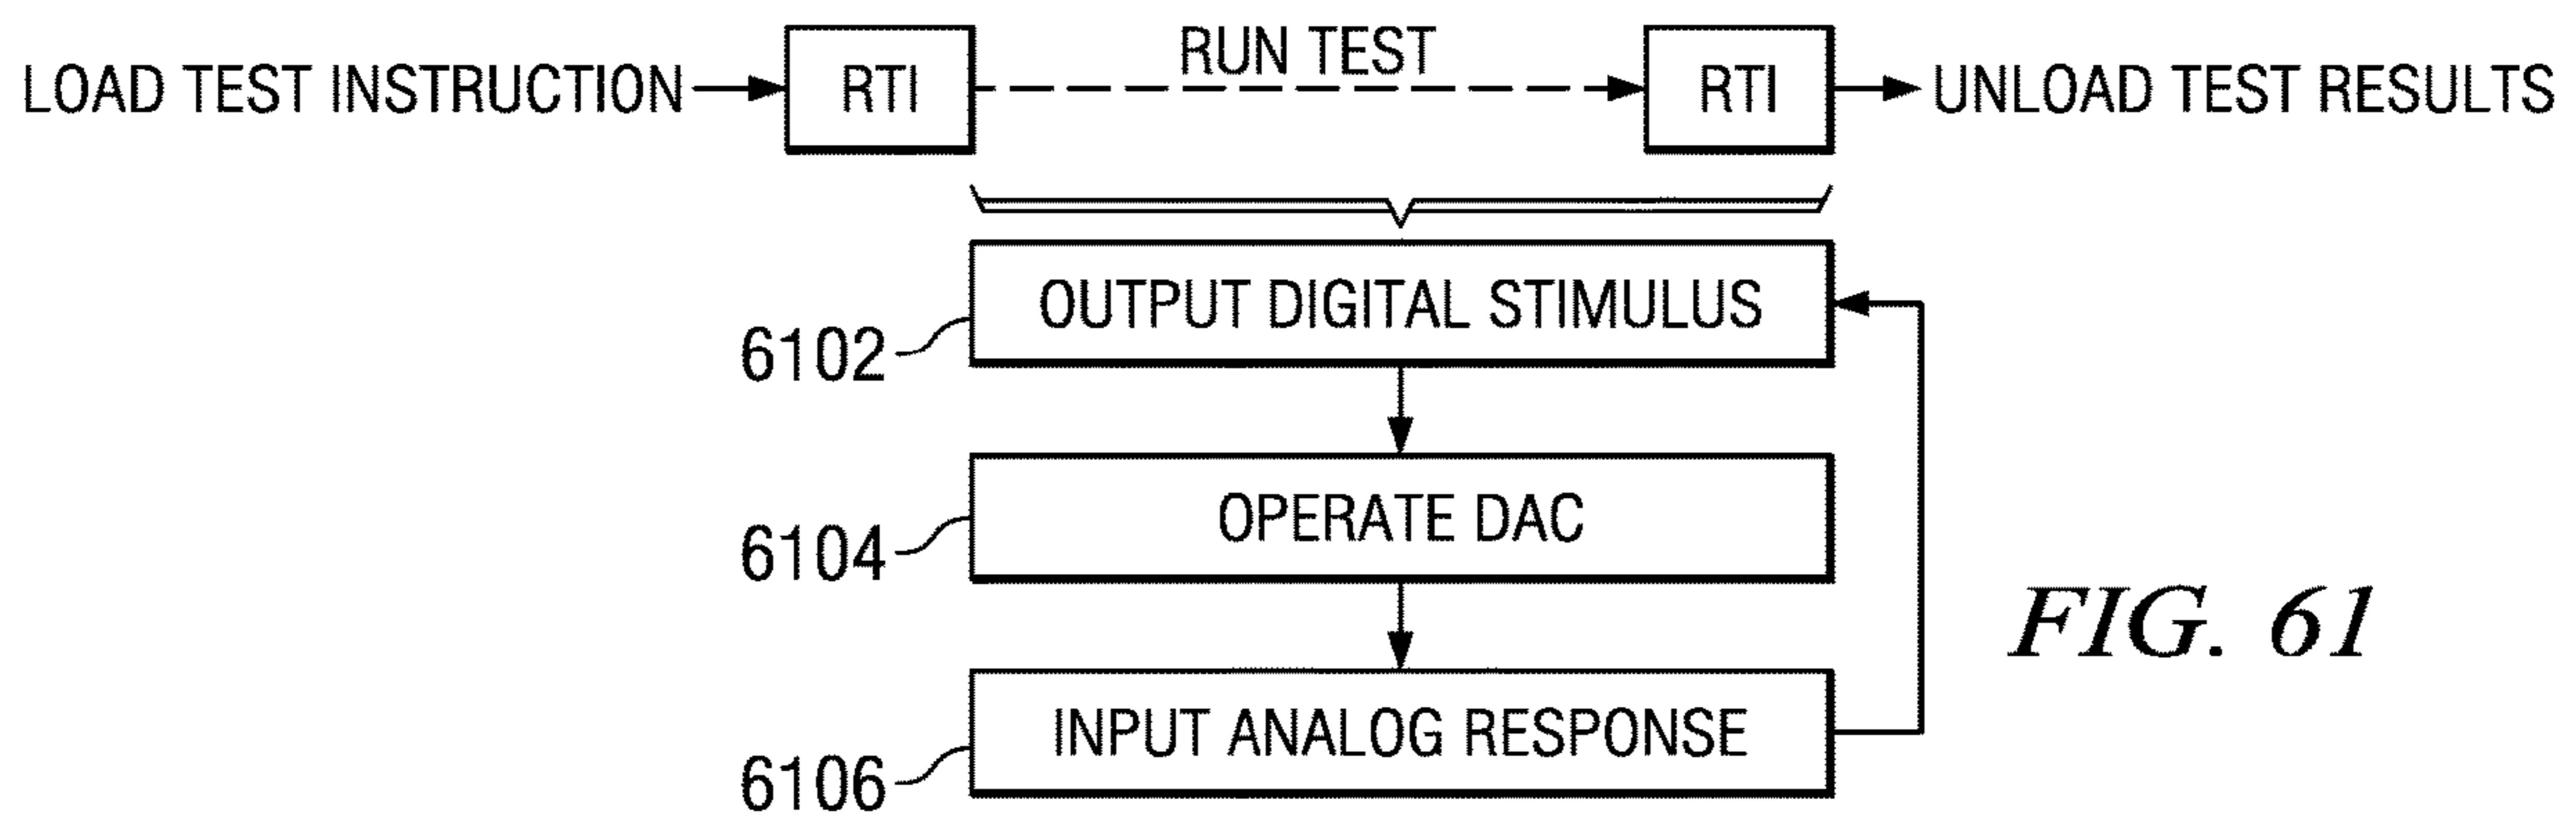 LOAD TEST INSTRUCTION
RTI
RUN TEST
RTI
UNLOAD TEST RESULTS
OUTPUT DIGITAL STIMULUS
6102
OPERATE DAC
6104
INPUT ANALOG RESPONSE
6106
FIG. 61